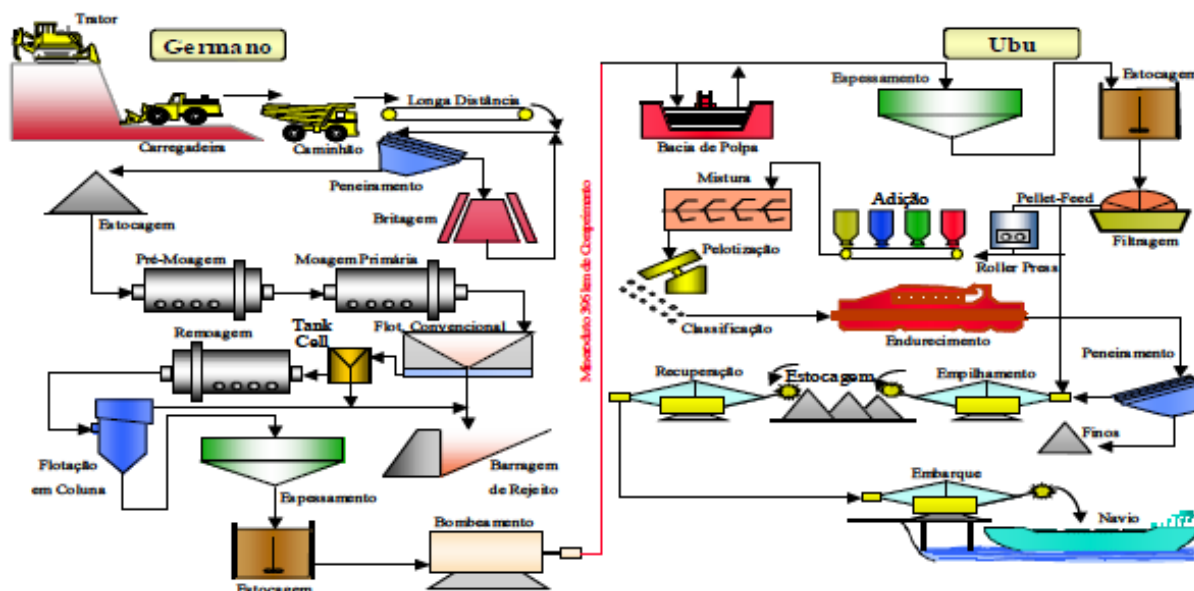 Trator
Germano
Longa Distância
Carregadeira
Caminhão
Peneiramento
Britagem
Estocagem
Pré-Moagem
Moagem Primária
Remoagem
Tank
Cell
Flot. Convencional
Flotação
em Coluna
Espessamento
Barragem
de Rejeito
Estocagem
Bombeamento
Mineroduto 396 km de Comprimento
Ubu
Espessamento
Estocagem
Bacia de Polpa
Mistura
Adição
Pellet-Feed
Filtragem
Pelotização
Roller Press
Classificação
Endurecimento
Peneiramento
Recuperação
Estocagem
Empilhamento
Finos
Embarque
Navio